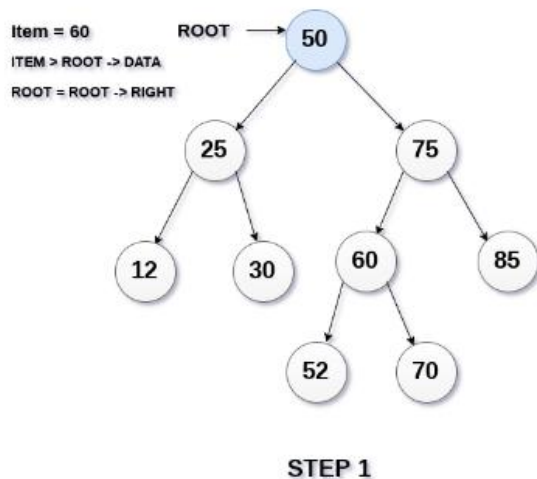 Item = 60
ROOT
50
ITEM > ROOT -> DATA
ROOT = ROOT -> RIGHT
25
75
12
30
60
85
52
70
STEP 1